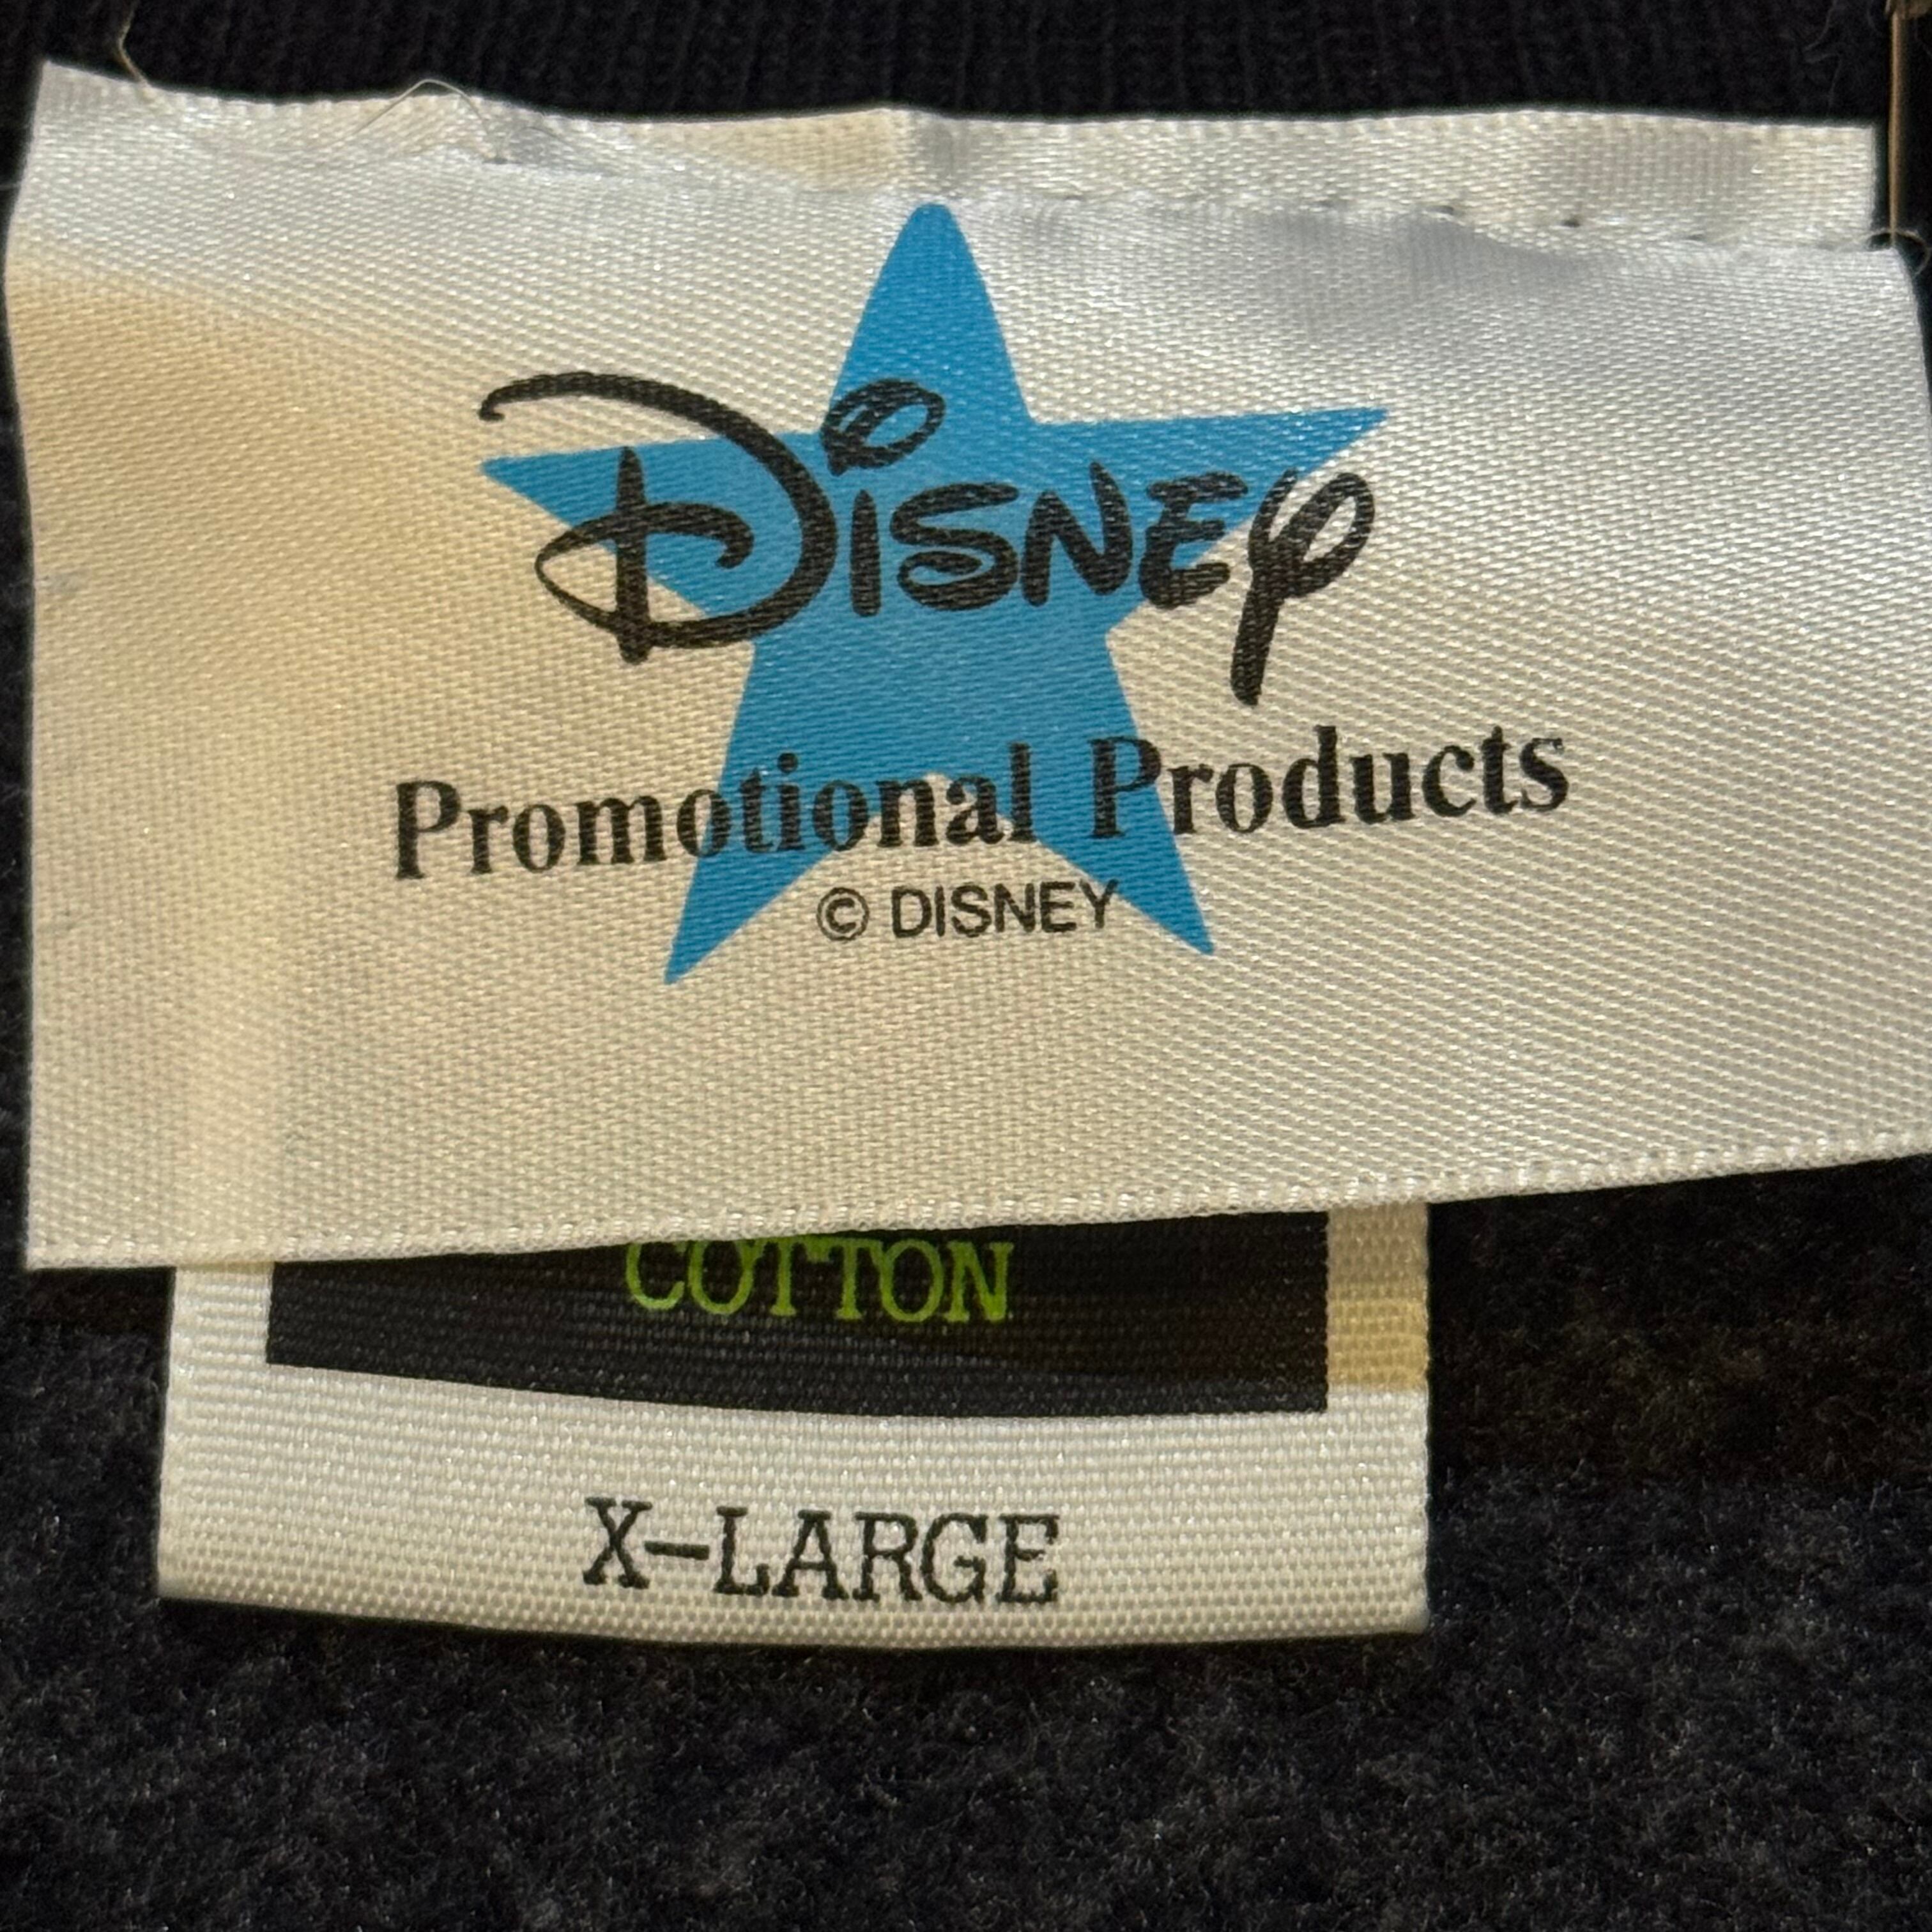 Disney
Promotional Products
© DISNEY
COTTON
X-LARGE